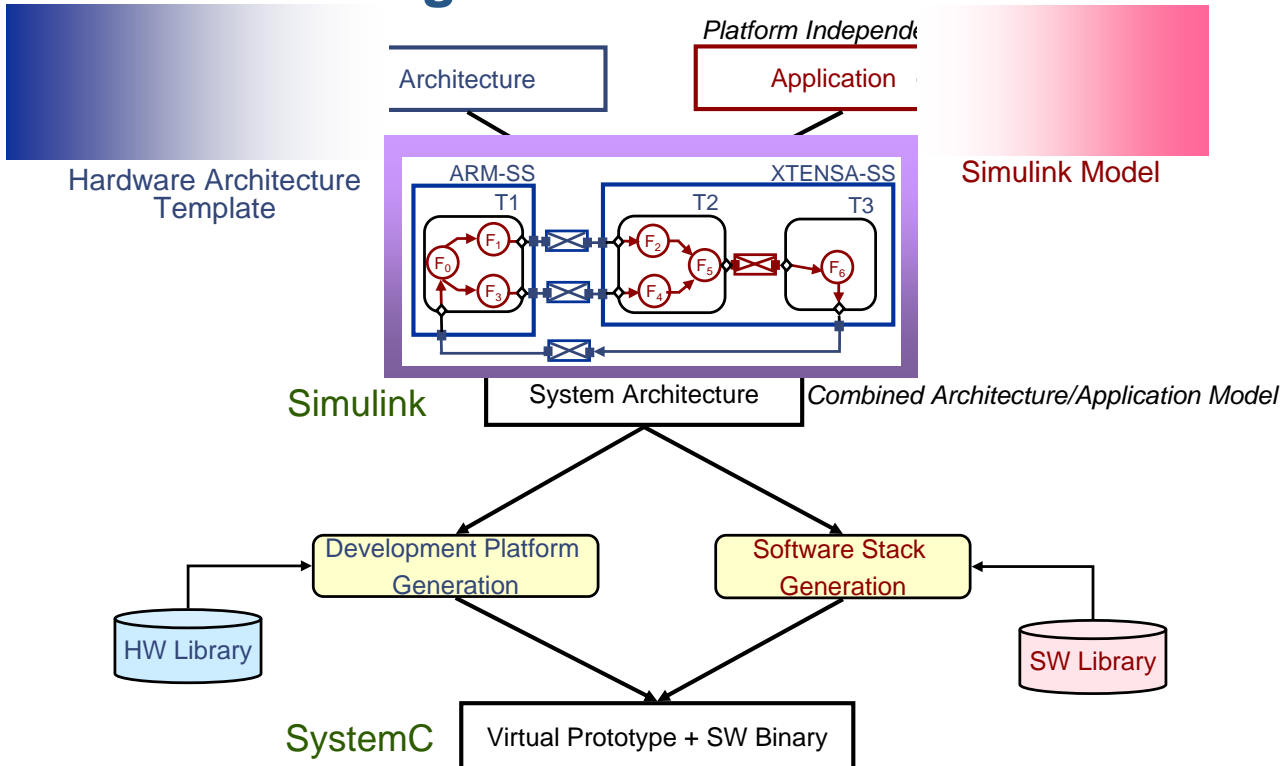 Platform Independe
Architecture
Application
Hardware Architecture
Template
Simulink Model
ARM-SS
XTENSA-SS
T1
T2
T3
F0
F1
F3
F2
F4
F5
F6
Simulink
System Architecture
Combined Architecture/Application Model
Development Platform
Generation
Software Stack
Generation
HW Library
SW Library
SystemC
Virtual Prototype + SW Binary